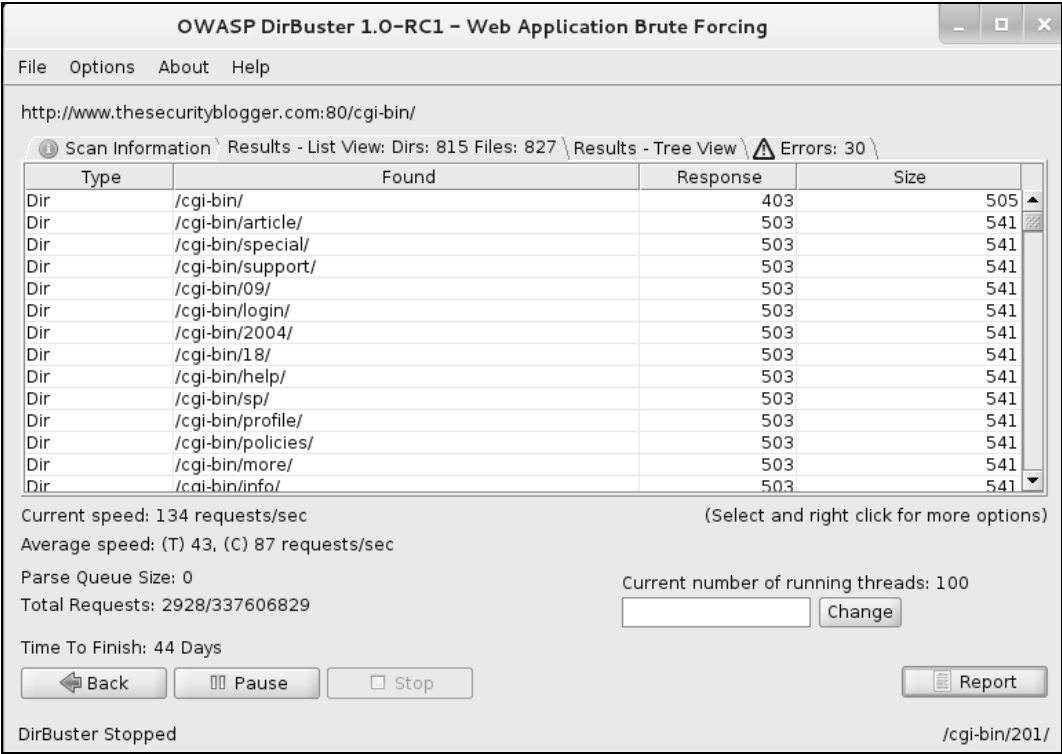 OWASP DirBuster 1.0-RC1 - Web Application Brute Forcing
File Options About Help
http://www.thesecurityblogger.com:80/cgi-bin/
Scan Information Results - List View: Dirs: 815 Files: 827 Results - Tree View Errors: 30
Type Found Response Size
Dir /cgi-bin/ 403 505
Dir /cgi-bin/article/ 503 541
Dir /cgi-bin/special/ 503 541
Dir /cgi-bin/support/ 503 541
Dir /cgi-bin/09/ 503 541
Dir /cgi-bin/login/ 503 541
Dir /cgi-bin/2004/ 503 541
Dir /cgi-bin/18/ 503 541
Dir /cgi-bin/help/ 503 541
Dir /cgi-bin/sp/ 503 541
Dir /cgi-bin/profile/ 503 541
Dir /cgi-bin/policies/ 503 541
Dir /cgi-bin/more/ 503 541
Dir /cgi-bin/info/ 503 541
Current speed: 134 requests/sec (Select and right click for more options)
Average speed: (T) 43, (C) 87 requests/sec
Parse Queue Size: 0
Current number of running threads: 100
Total Requests: 2928/337606829
Change
Time To Finish: 44 Days
Back Pause Stop Report
DirBuster Stopped /cgi-bin/201/